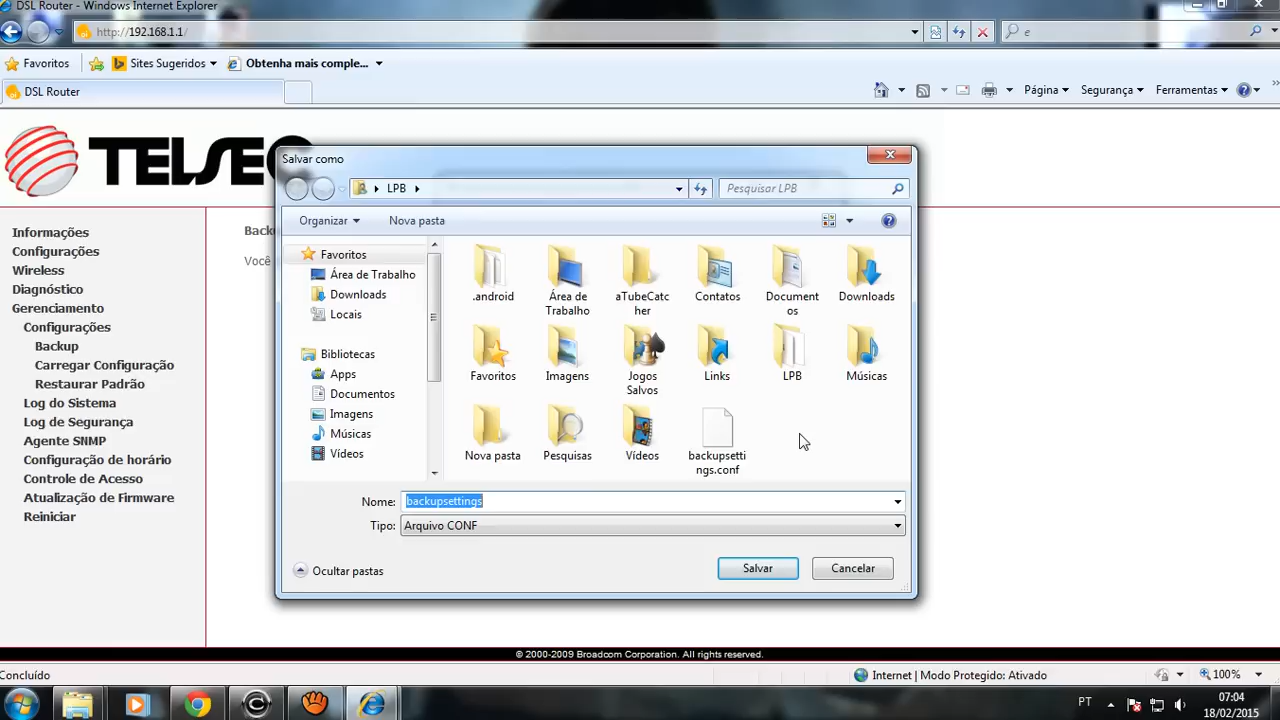 DSL Router - Windows Internet Explorer
http://192.168.1.1/
e
Favoritos
Sites Sugeridos
Obtenha mais comple...
DSL Router
Página
Segurança
Ferramentas
Informações
Configurações
Wireless
Diagnóstico
Gerenciamento
Configurações
Backup
Carregar Configuração
Restaurar Padrão
Log do Sistema
Log de Segurança
Agente SNMP
Configuração de horário
Controle de Acesso
Atualização de Firmware
Reiniciar
Você
Salvar como
LPB
Pesquisar LPB
Organizar
Nova pasta
Favoritos
Área de Trabalho
Downloads
Locais
Bibliotecas
Apps
Documentos
Imagens
Músicas
Vídeos
.android
Área de
Trabalho
aTubeCatc
her
Contatos
Document
os
Downloads
Favoritos
Imagens
Jogos
Salvos
Links
LPB
Músicas
Nova pasta
Pesquisas
Vídeos
backupsetti
ngs.conf
Nome:
backupsettings
Tipo:
Arquivo CONF
Ocultar pastas
Salvar
Cancelar
© 2000-2009 Broadcom Corporation. All rights reserved.
Concluído
Internet | Modo Protegido: Ativado
100%
PT
07:04
18/02/2015